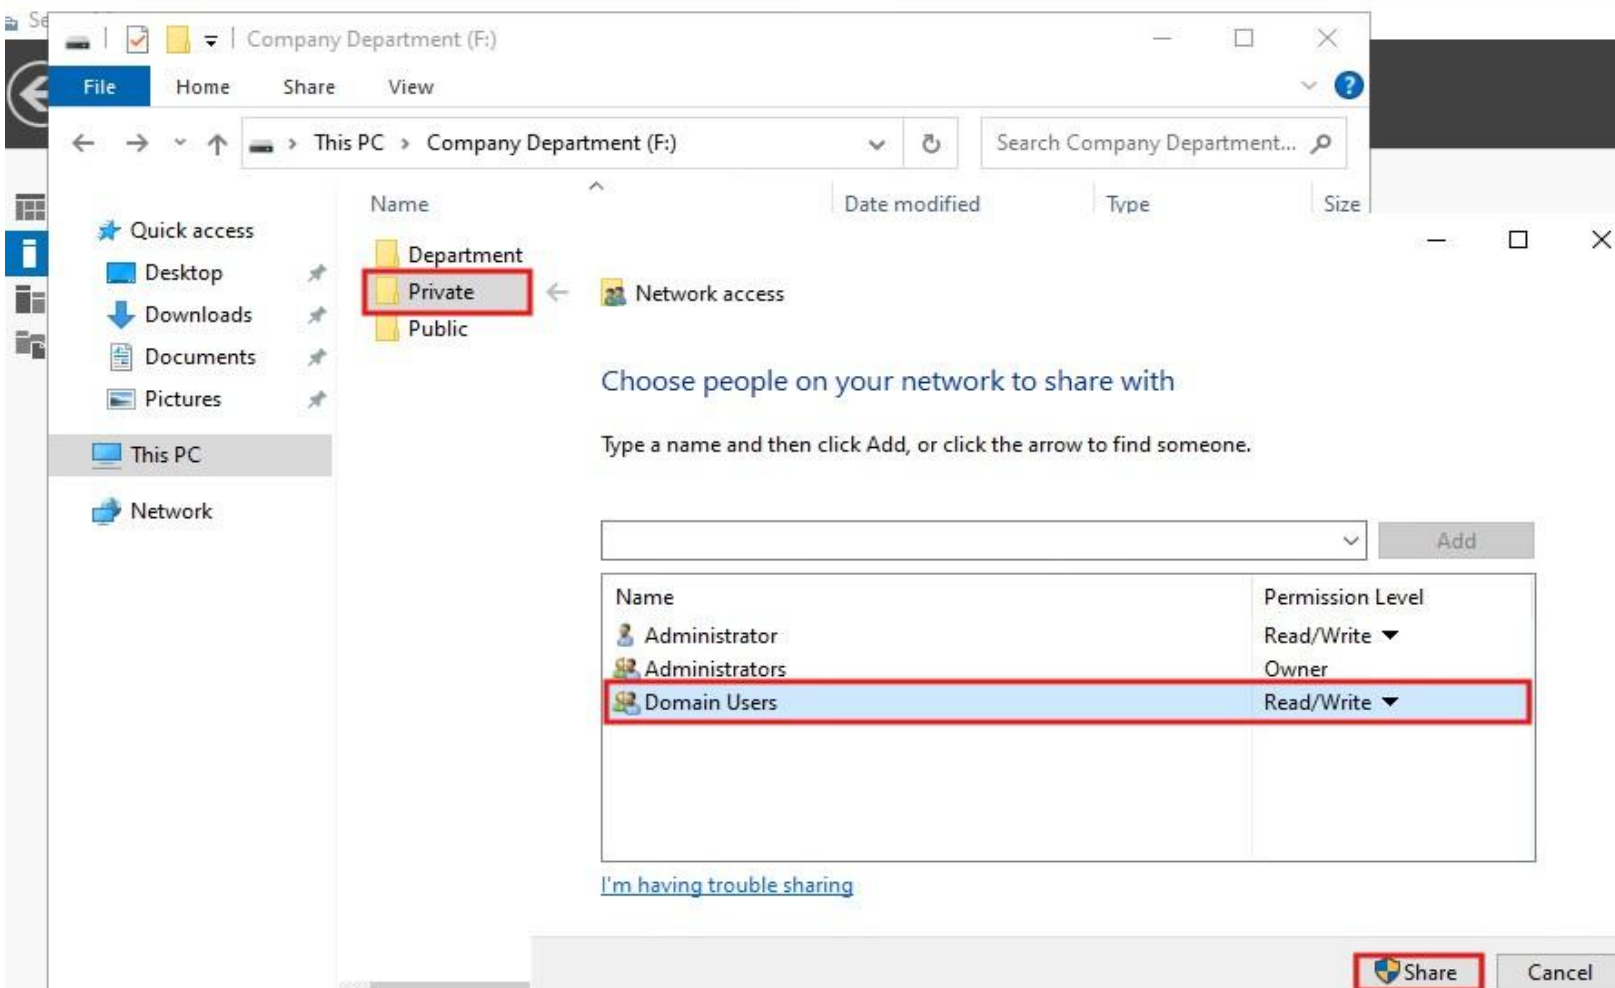 Se
Company Department (F:)
File Home Share View
This PC › Company Department (F:) Search Company Department...
Name Date modified Type Size
Quick access
Desktop
Downloads
Documents
Pictures
This PC
Network
Department
Private
Public
Network access
Choose people on your network to share with
Type a name and then click Add, or click the arrow to find someone.
Add
Name Permission Level
Administrator Read/Write
Administrators Owner
Domain Users Read/Write
I'm having trouble sharing
Share Cancel